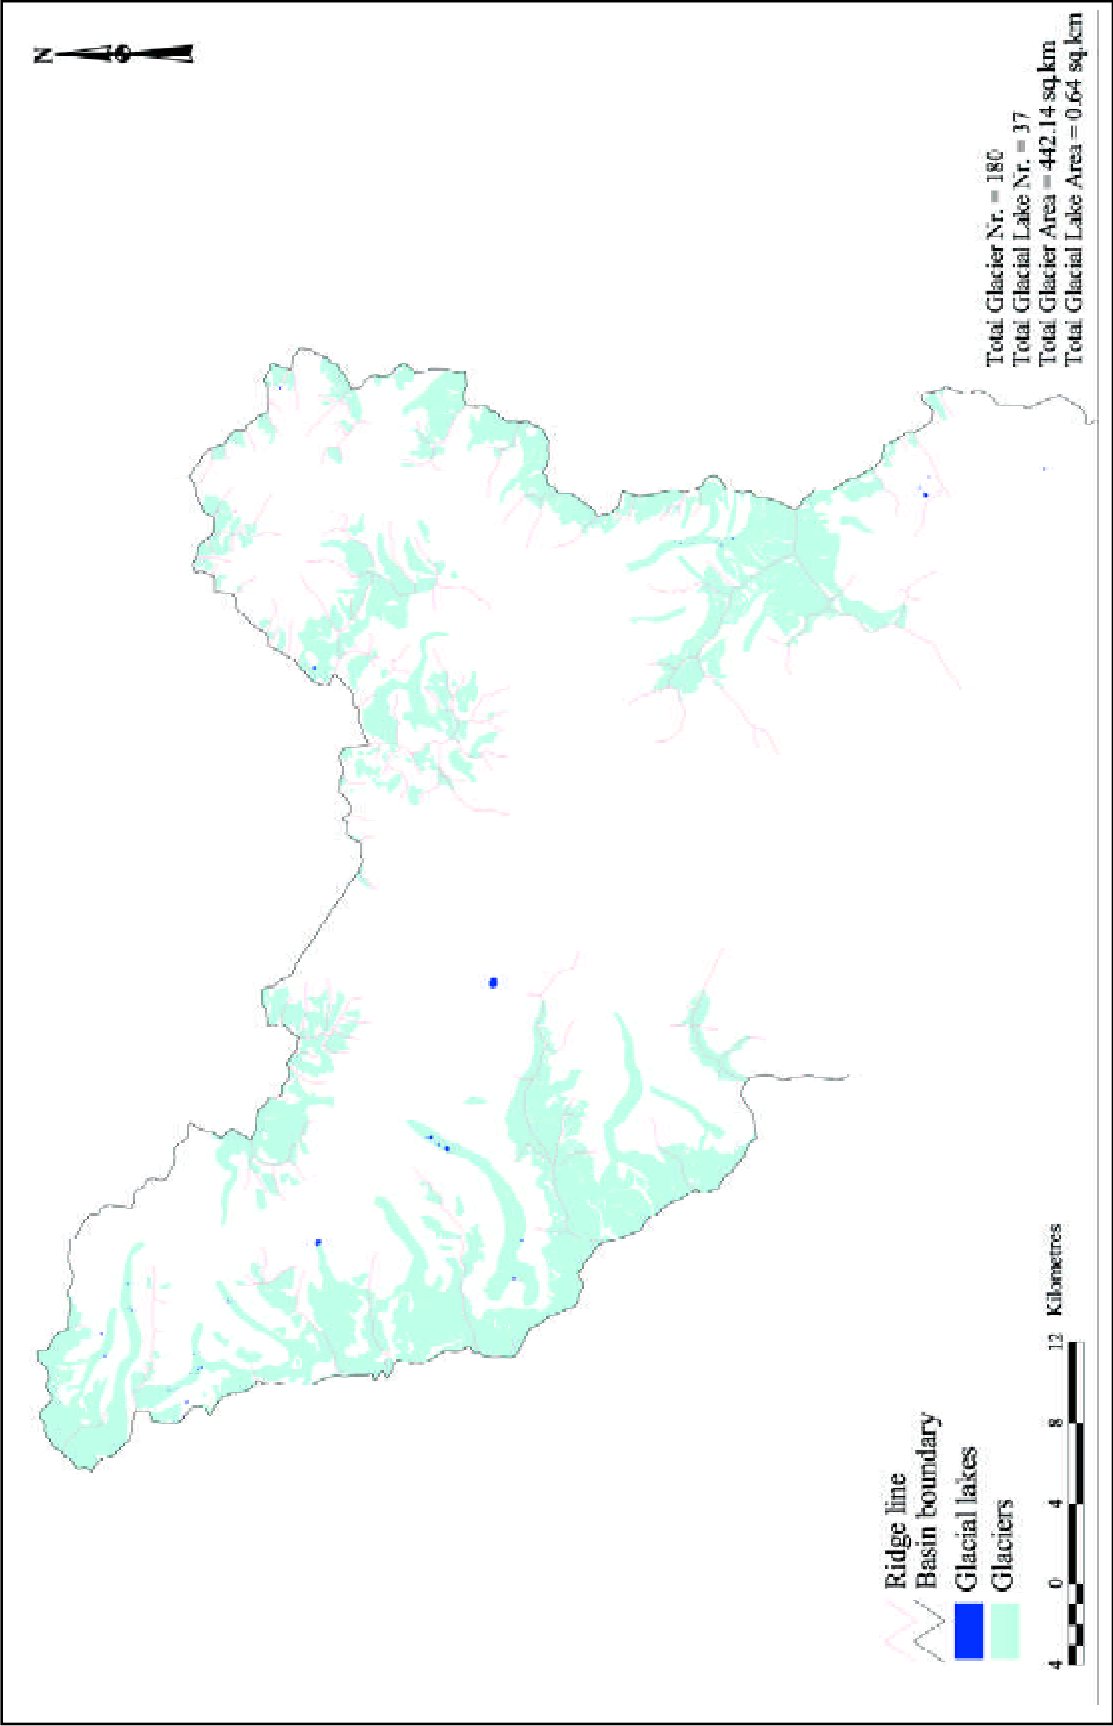 N
Total Glacier Nr. = 180
Total Glacial Lake Nr. = 37
Total Glacier Area = 442.14 sq.km
Total Glacial Lake Area = 0.64 sq.km
Ridge line
Basin boundary
Glacial lakes
Glaciers
4 0 4 8 12 Kilometres